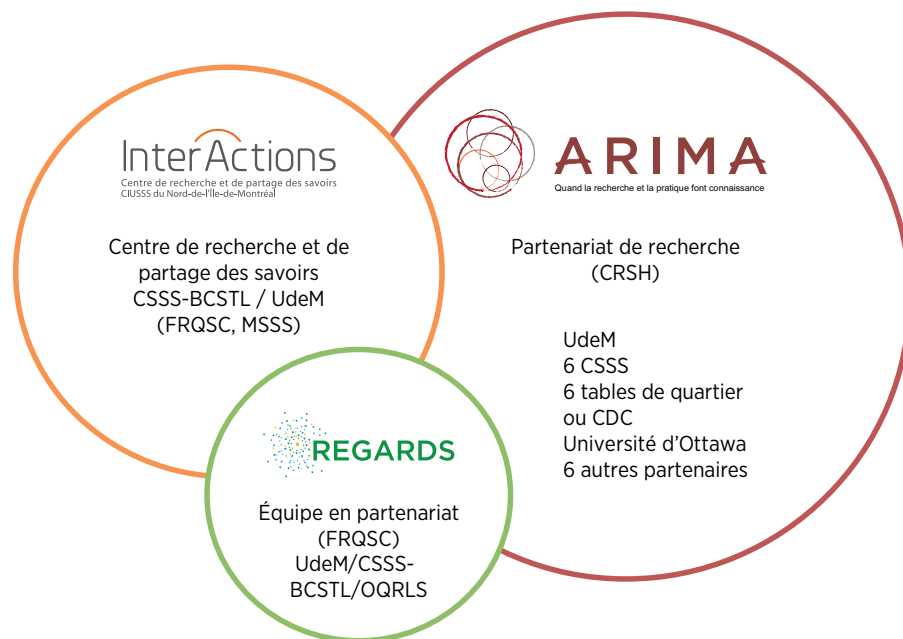 InterActions
Centre de recherche et de partage des savoirs
CIUSSS du Nord-de-l'Île-de-Montréal
Centre de recherche et de
partage des savoirs
CSSS-BCSTL / UdeM
(FRQSC, MSSS)
ARIMA
Quand la recherche et la pratique font connaissance
Partenariat de recherche
(CRSH)
UdeM
6 CSSS
6 tables de quartier
ou CDC
Université d'Ottawa
6 autres partenaires
REGARDS
Équipe en partenariat
(FRQSC)
UdeM/CSSS-
BCSTL/OQRLS